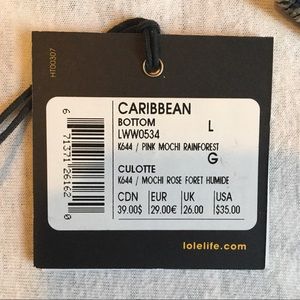 HT00307
CARIBBEAN
BOTTOM
LWW0534 L
K644 / PINK MOCHI RAINFOREST
G
CULOTTE
K644 / MOCHI ROSE FORET HUMIDE
CDN EUR UK USA
39.00$ 29.00€ 26.00 $35.00
6 71371 26162 0
lolelife.com